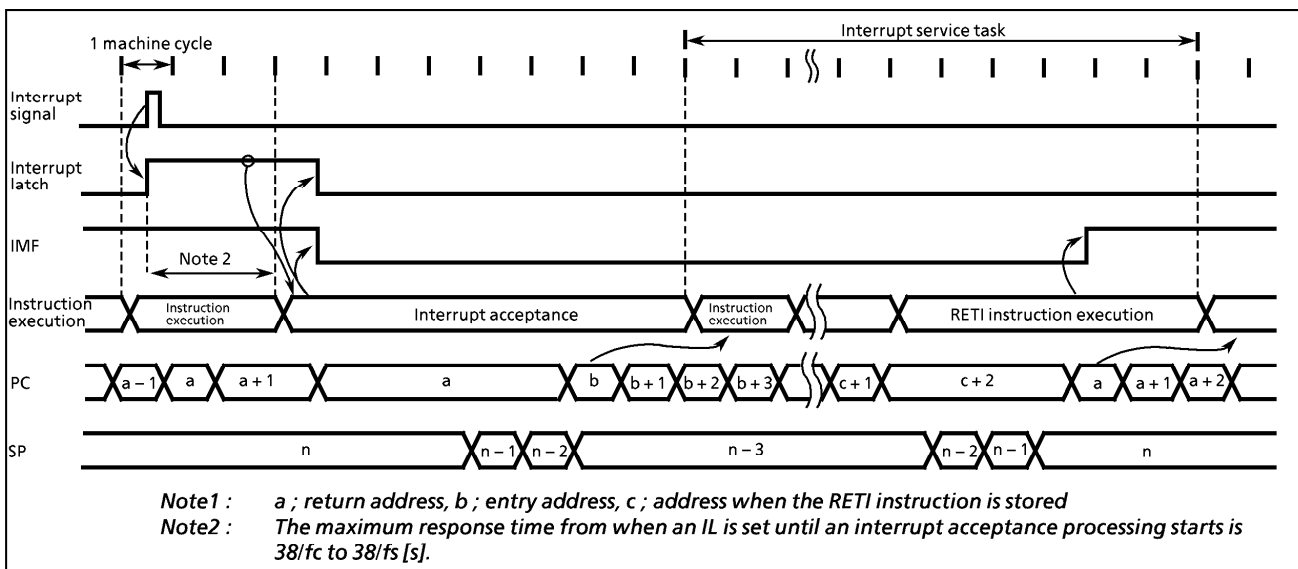 1 machine cycle
Interrupt service task
Interrupt signal
Interrupt latch
IMF
Note 2
Instruction execution
Instruction execution
Interrupt acceptance
Instruction execution
RETI instruction execution
PC
a – 1 a a + 1 a b b + 1 b + 2 b + 3 c + 1 c + 2 a a + 1 a + 2
SP
n n – 1 n – 2 n – 3 n – 2 n – 1 n
Note1 : a ; return address, b ; entry address, c ; address when the RETI instruction is stored
Note2 : The maximum response time from when an IL is set until an interrupt acceptance processing starts is
38/fc to 38/fs [s].